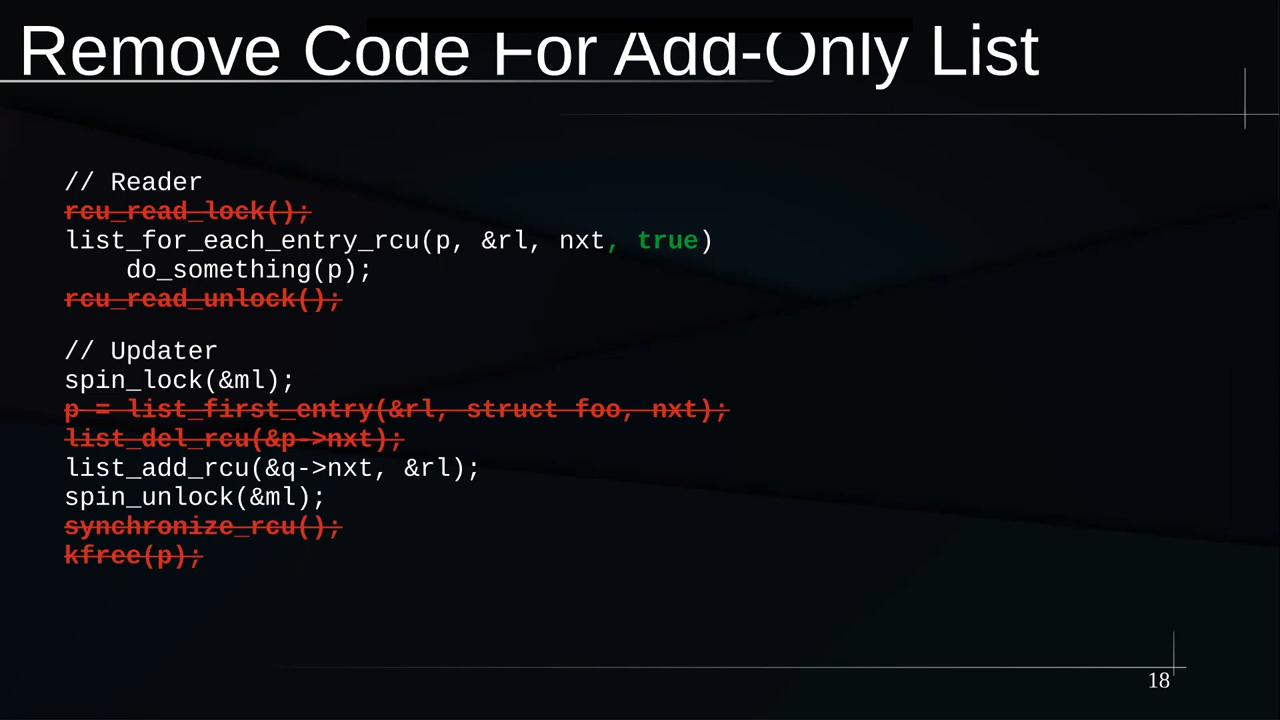 Remove Code For Add-Only List
// Reader
rcu_read_lock();
list_for_each_entry_rcu(p, &rl, nxt, true)
    do_something(p);
rcu_read_unlock();
// Updater
spin_lock(&ml);
p = list_first_entry(&rl, struct foo, nxt);
list_del_rcu(&p->nxt);
list_add_rcu(&q->nxt, &rl);
spin_unlock(&ml);
synchronize_rcu();
kfree(p);
18